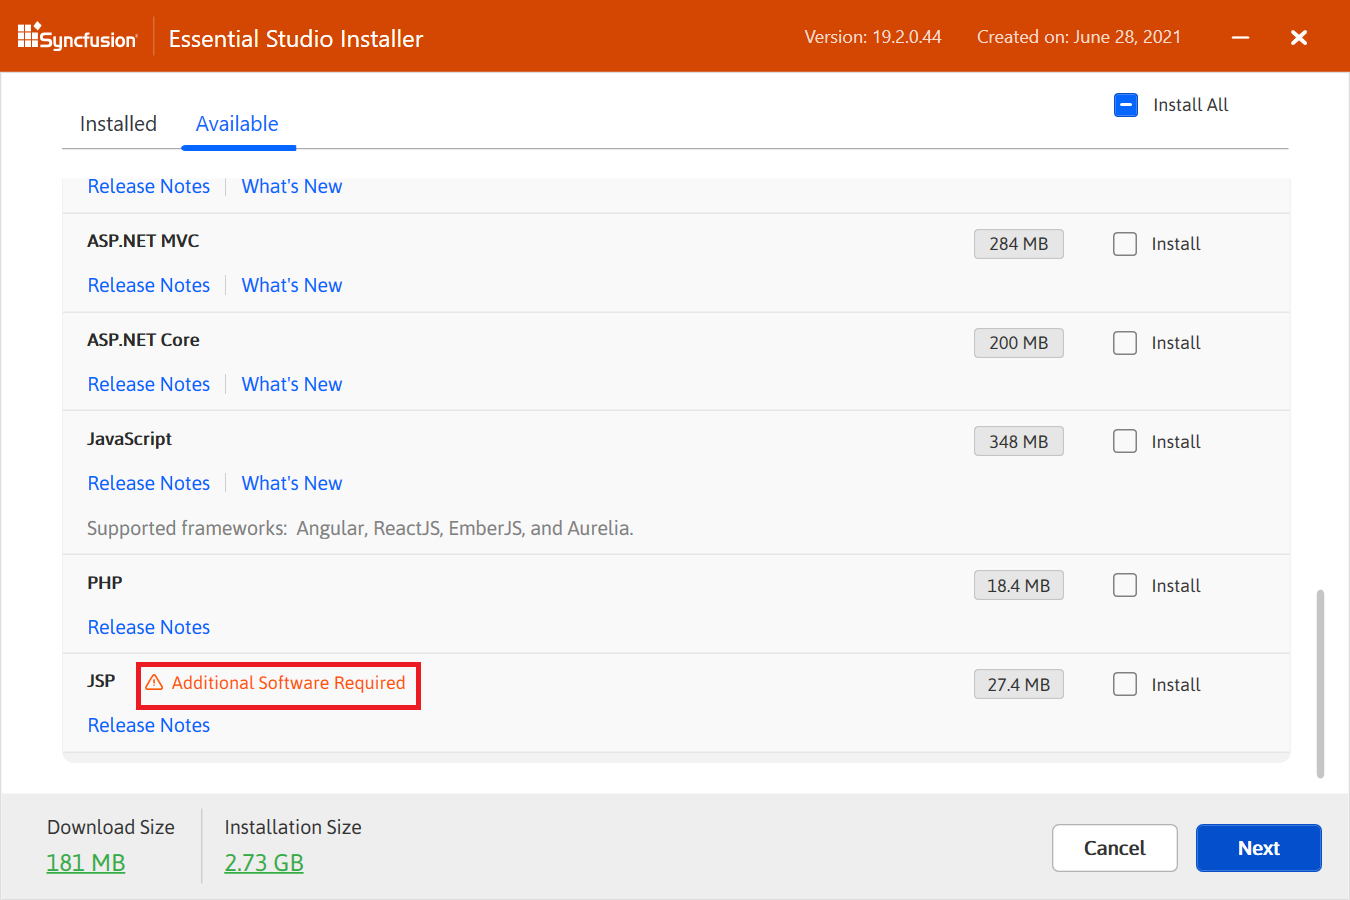 Syncfusion
Essential Studio Installer
Version: 19.2.0.44
Created on: June 28, 2021
Installed
Available
Install All
Release Notes
What's New
ASP.NET MVC
284 MB
Install
Release Notes
What's New
ASP.NET Core
200 MB
Install
Release Notes
What's New
JavaScript
348 MB
Install
Release Notes
What's New
Supported frameworks: Angular, ReactJS, EmberJS, and Aurelia.
PHP
18.4 MB
Install
Release Notes
JSP
Additional Software Required
27.4 MB
Install
Release Notes
Download Size
Installation Size
181 MB
2.73 GB
Cancel
Next